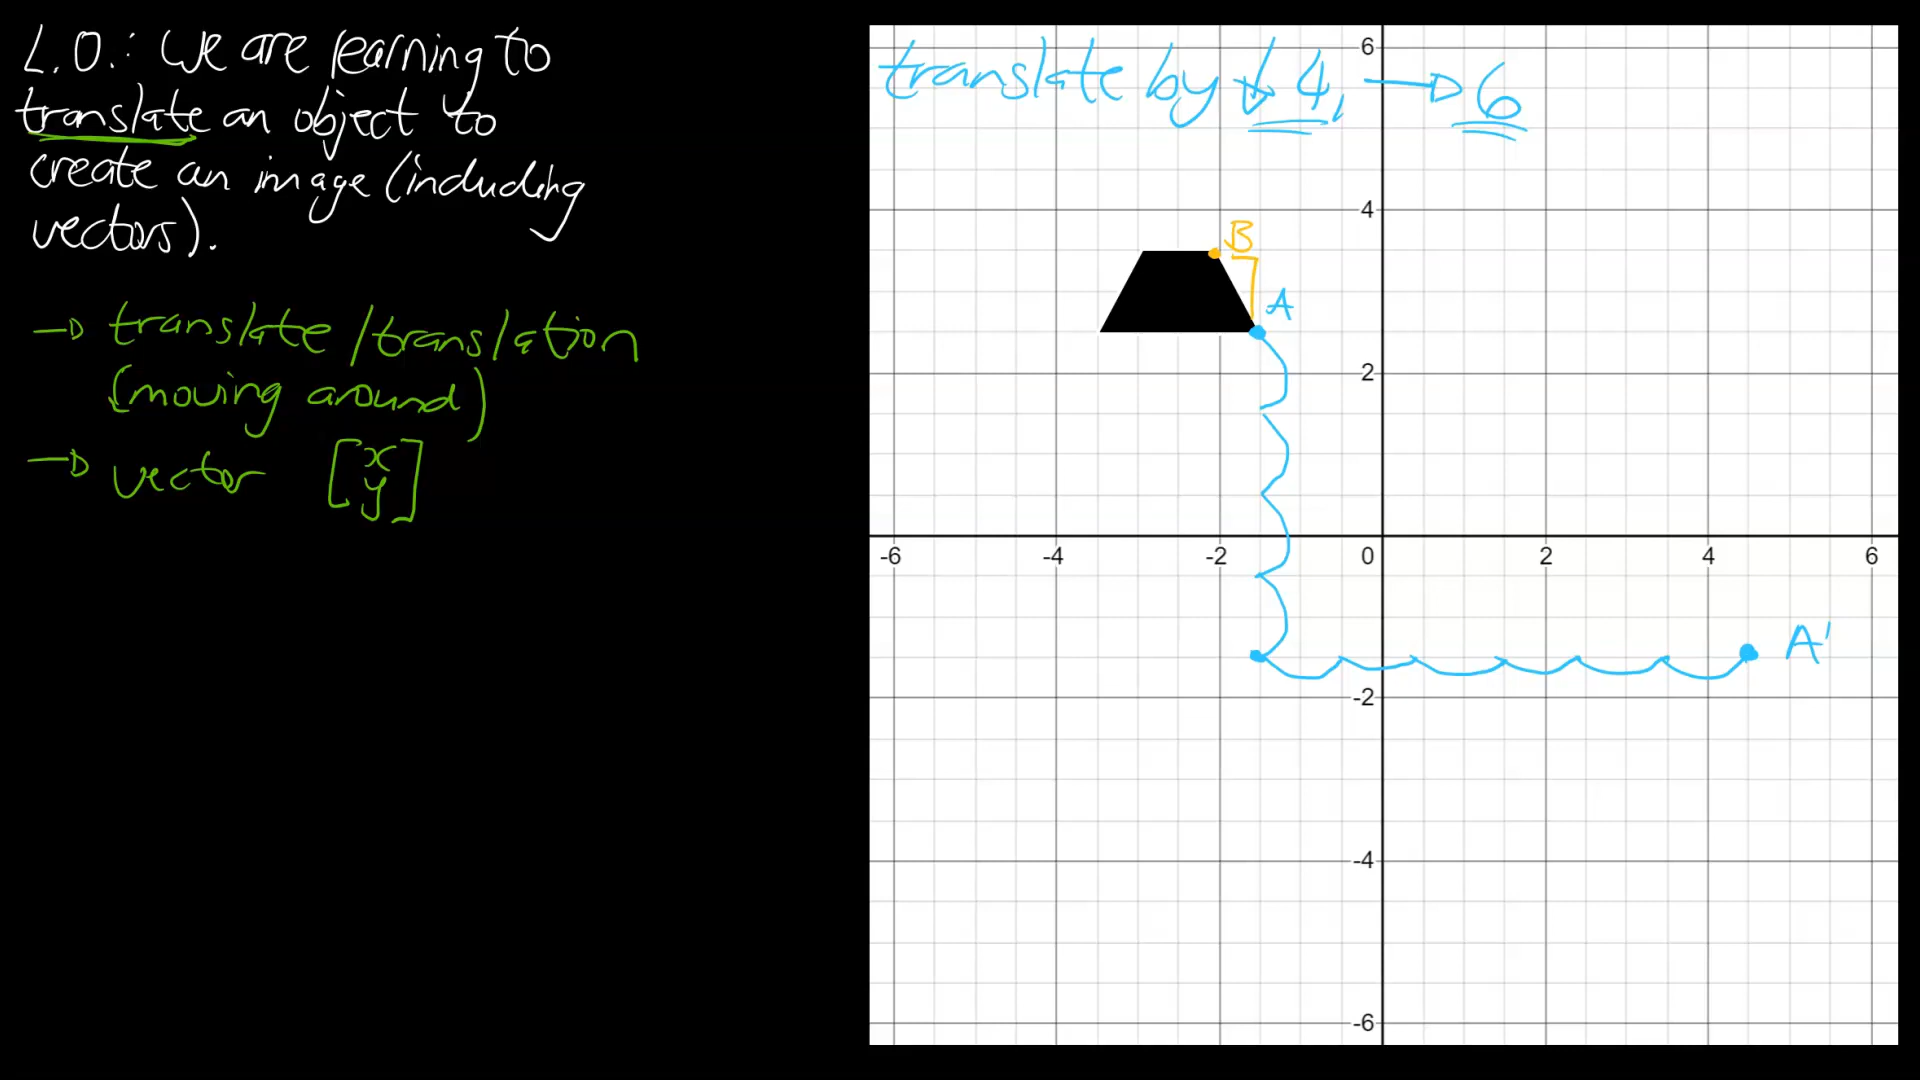 L.O.: We are learning to
translate an object to
create an image (including
vectors).
→ translate/translation
(moving around)
→ vector [x
y]
translate by ↓ 4, → 6
B
A
A'
6
4
2
-6 -4 -2 0 2 4 6
-2
-4
-6